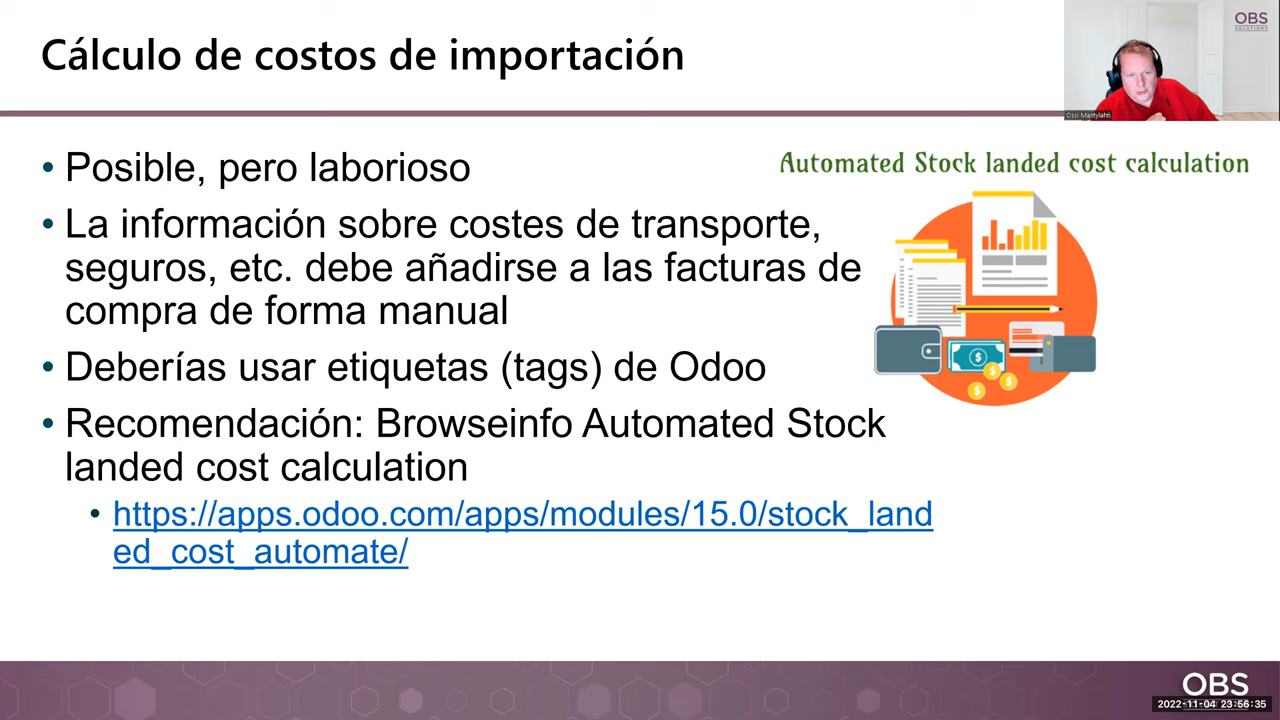 Cálculo de costos de importación
OBS
SOLUTIONS
Ossi Mäntylahti
• Posible, pero laborioso
Automated Stock landed cost calculation
• La información sobre costes de transporte,
seguros, etc. debe añadirse a las facturas de
compra de forma manual
• Deberías usar etiquetas (tags) de Odoo
• Recomendación: Browseinfo Automated Stock
landed cost calculation
• https://apps.odoo.com/apps/modules/15.0/stock_land
ed_cost_automate/
OBS
2022-11-04 23:56:35